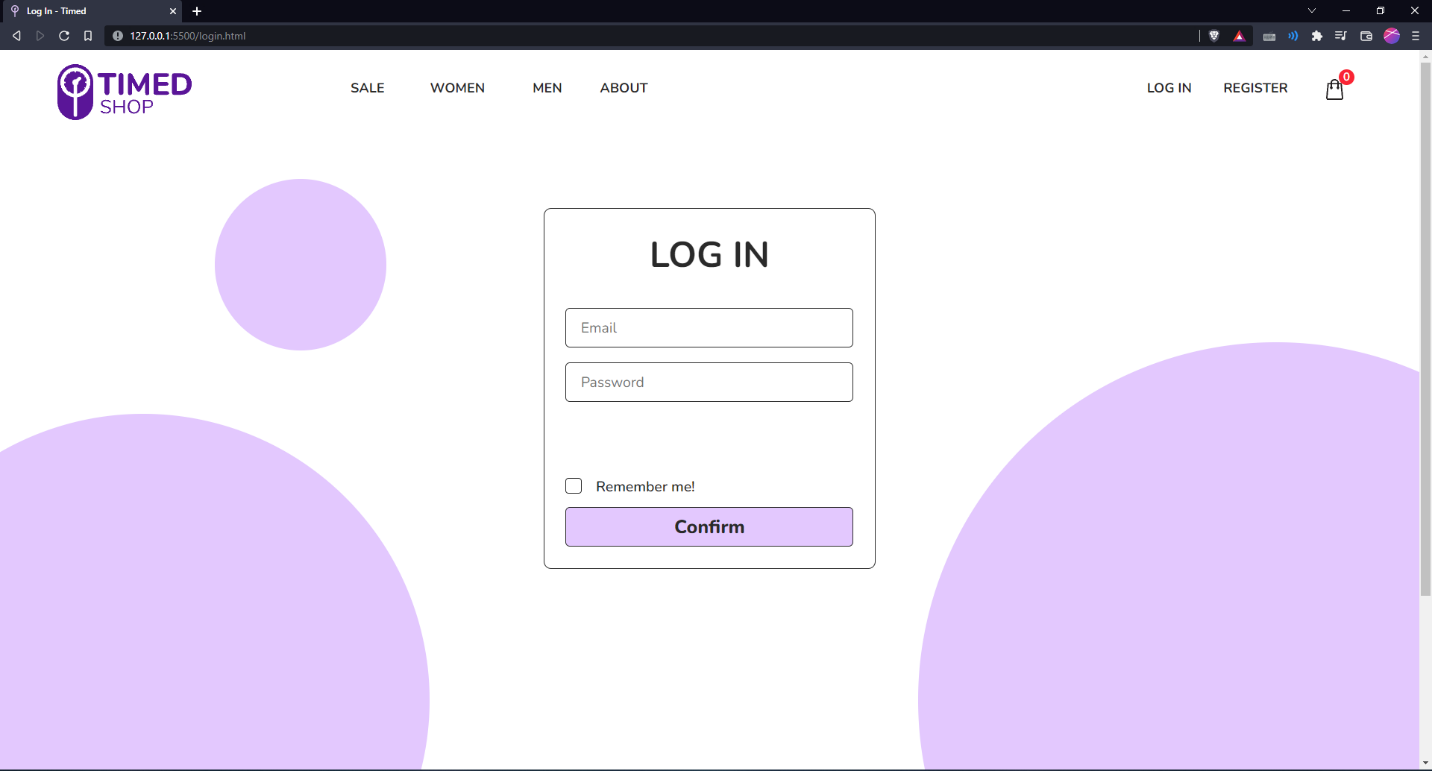 Log In - Timed
127.0.0.1:5500/login.html
TIMED
SHOP
SALE WOMEN MEN ABOUT LOG IN REGISTER 0
LOG IN
Email
Password
Remember me!
Confirm